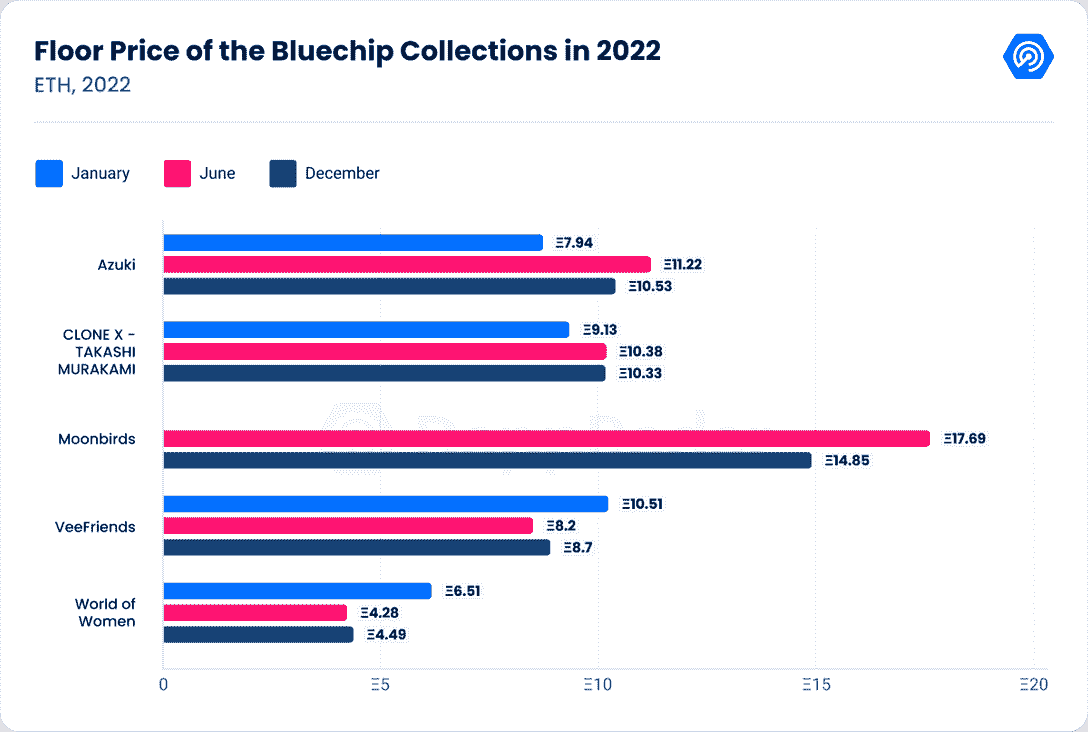 Floor Price of the Bluechip Collections in 2022
ETH, 2022
January
June
December
Azuki
Ξ7.94
Ξ11.22
Ξ10.53
CLONE X -
TAKASHI
MURAKAMI
Ξ9.13
Ξ10.38
Ξ10.33
Moonbirds
Ξ17.69
Ξ14.85
VeeFriends
Ξ10.51
Ξ8.2
Ξ8.7
World of
Women
Ξ6.51
Ξ4.28
Ξ4.49
0 Ξ5 Ξ10 Ξ15 Ξ20